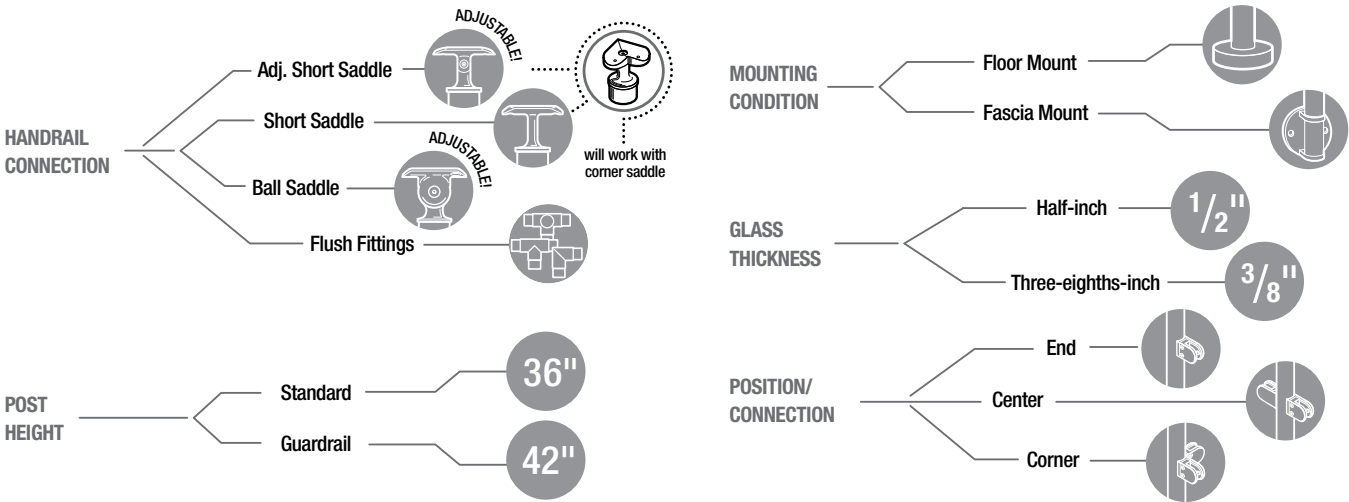 HANDRAIL
CONNECTION
Adj. Short Saddle
ADJUSTABLE!
Short Saddle
Ball Saddle
ADJUSTABLE!
Flush Fittings
will work with
corner saddle
POST
HEIGHT
Standard
36"
Guardrail
42"
MOUNTING
CONDITION
Floor Mount
Fascia Mount
GLASS
THICKNESS
Half-inch
1/2"
Three-eighths-inch
3/8"
POSITION/
CONNECTION
End
Center
Corner